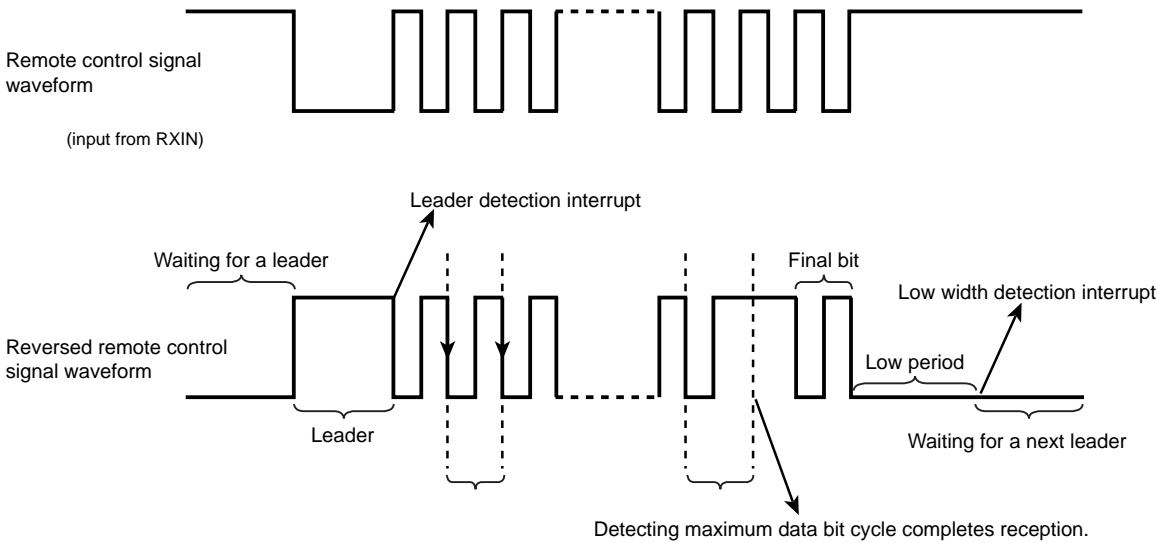 Remote control signal
waveform
(input from RXIN)
Leader detection interrupt
Waiting for a leader
Final bit
Low width detection interrupt
Reversed remote control
signal waveform
Low period
Leader
Waiting for a next leader
Detecting maximum data bit cycle completes reception.